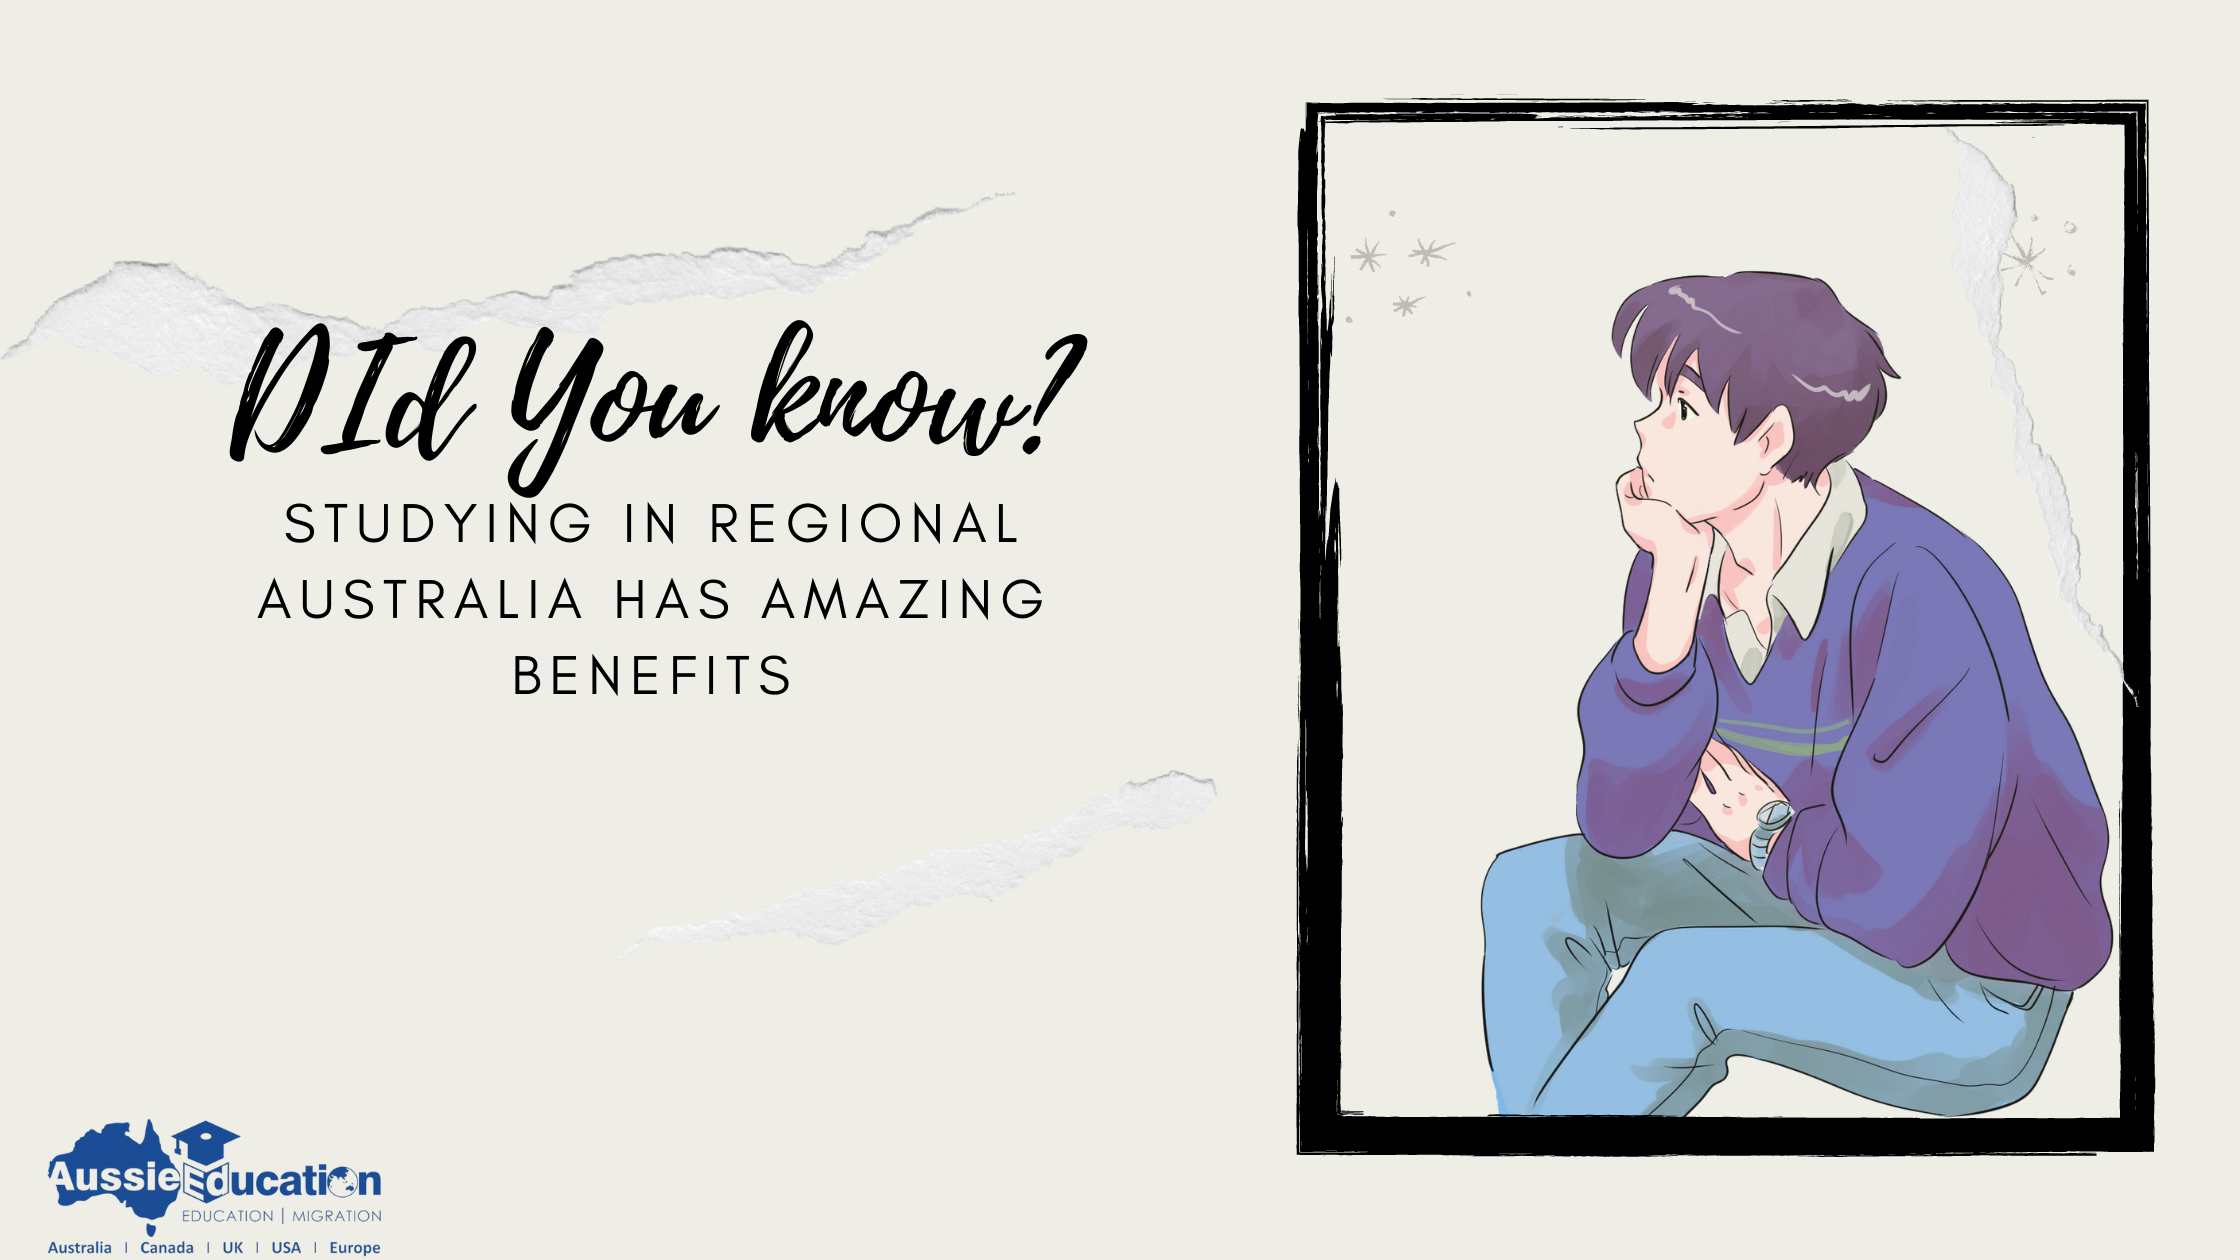 DId You know?
STUDYING IN REGIONAL
AUSTRALIA HAS AMAZING
BENEFITS
AussieEducation
EDUCATION | MIGRATION
Australia | Canada | UK | USA | Europe